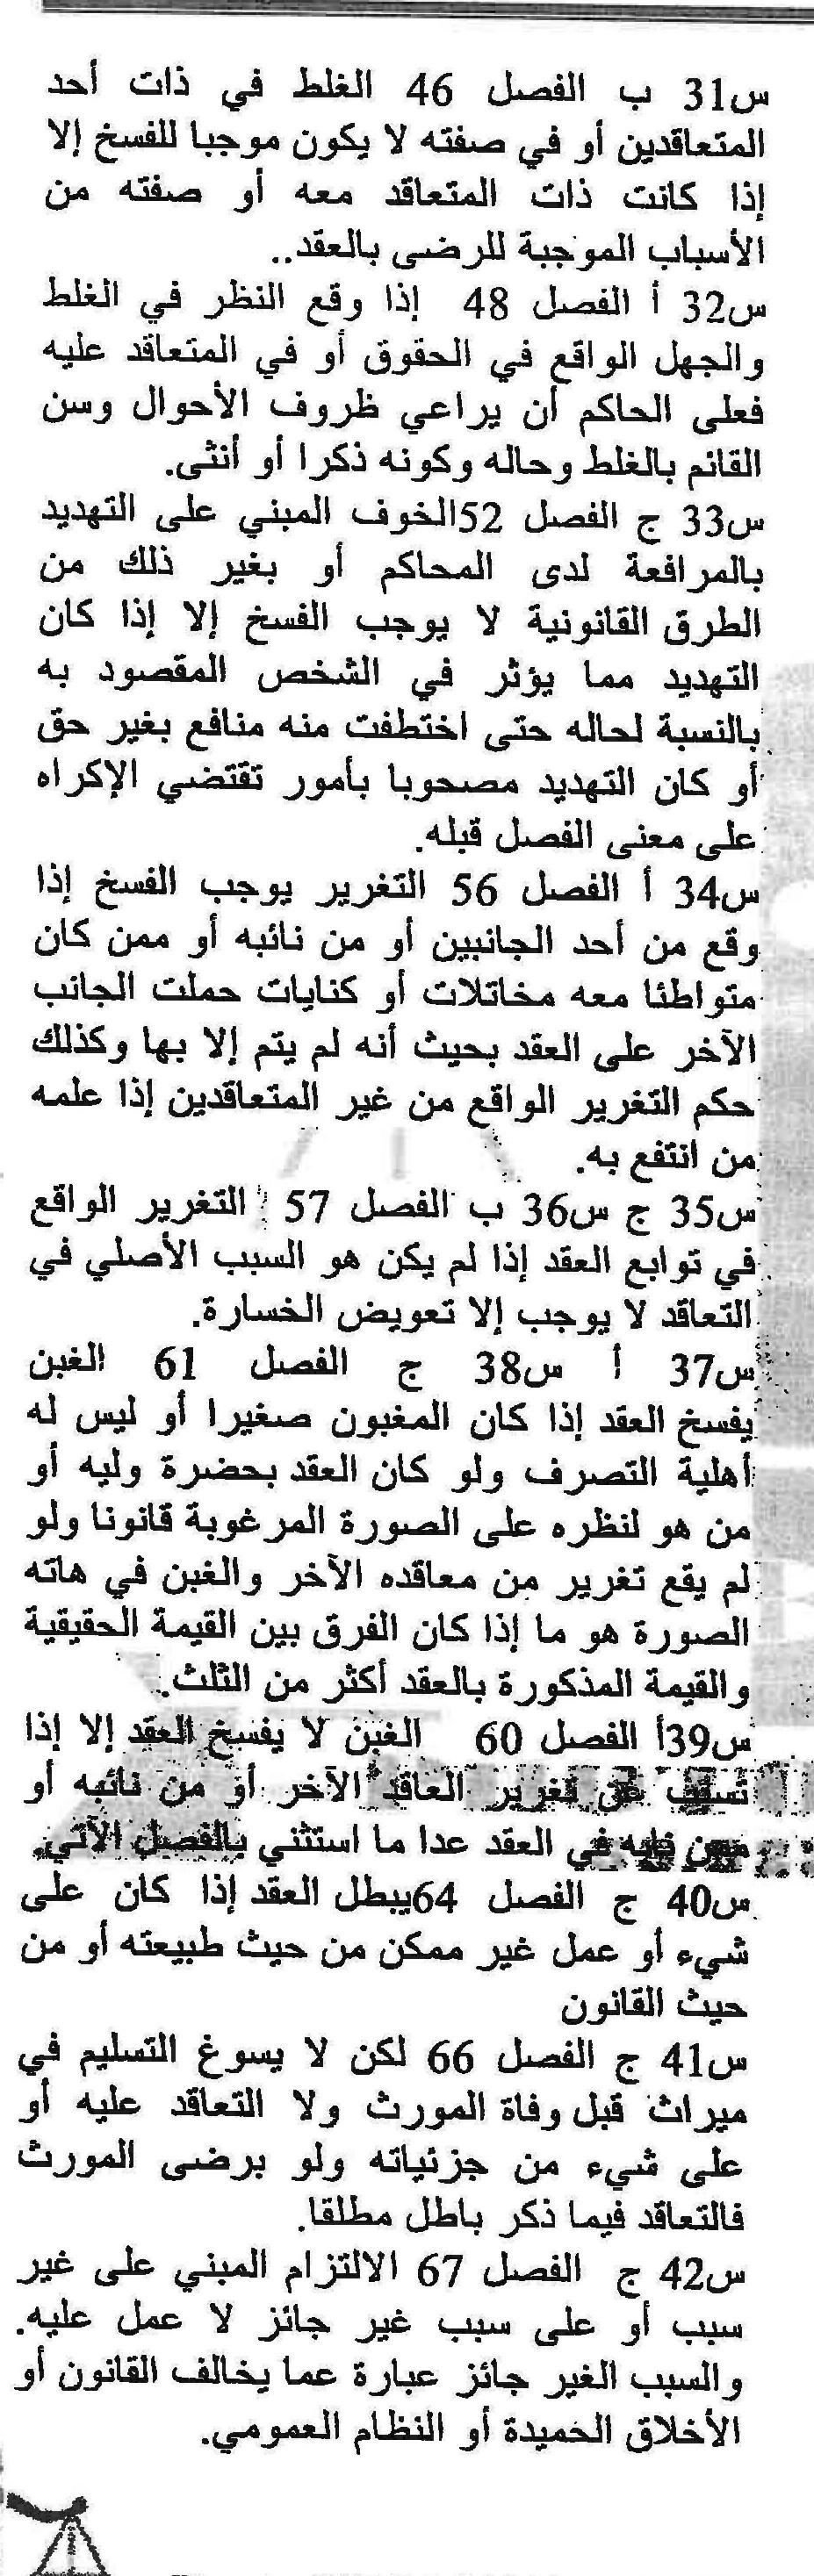 س31 ب الفصل 46 الغلط في ذات أحد
المتعاقدين أو في صفته لا يكون موجبا للفسخ إلا
إذا كانت ذات المتعاقد معه أو صفته من
الأسباب الموجبة للرضى بالعقد..
س32 أ الفصل 48 إذا وقع النظر في الغلط
والجهل الواقع في الحقوق أو في المتعاقد عليه
فعلى الحاكم أن يراعي ظروف الأحوال وسن
القائم بالغلط وحاله وكونه ذكرا أو أنثى.
س33 ج الفصل 52الخوف المبني على التهديد
بالمرافعة لدى المحاكم أو بغير ذلك من
الطرق القانونية لا يوجب الفسخ إلا إذا كان
التهديد مما يؤثر في الشخص المقصود به
بالنسبة لحاله حتى اختطفت منه منافع بغير حق
أو كان التهديد مصحوبا بأمور تقتضي الإكراه
على معنى الفصل قبله.
س34 أ الفصل 56 التغرير يوجب الفسخ إذا
وقع من أحد الجانبين أو من نائبه أو ممن كان
متواطئا معه مخاتلات أو كنايات حملت الجانب
الآخر على العقد بحيث أنه لم يتم إلا بها وكذلك
حكم التغرير الواقع من غير المتعاقدين إذا علمه
من انتفع به.
س35 ج س36 ب الفصل 57 التغرير الواقع
في توابع العقد إذا لم يكن هو السبب الأصلي في
التعاقد لا يوجب إلا تعويض الخسارة.
س37 أ س38 ج الفصل 61 الغبن
يفسخ العقد إذا كان المغبون صغيرا أو ليس له
أهلية التصرف ولو كان العقد بحضرة وليه أو
من هو لنظره على الصورة المرغوبة قانونا ولو
لم يقع تغرير من معاقده الآخر والغبن في هاته
الصورة هو ما إذا كان الفرق بين القيمة الحقيقية
والقيمة المذكورة بالعقد أكثر من الثلث.
س39أ الفصل 60 الغبن لا يفسخ العقد إلا إذا
تسبب عن تغرير العاقد الآخر أو من نائبه أو
ممن نابه في العقد عدا ما استثني بالفصل الآتي.
س40 ج الفصل 64يبطل العقد إذا كان على
شيء أو عمل غير ممكن من حيث طبيعته أو من
حيث القانون
س41 ج الفصل 66 لكن لا يسوغ التسليم في
ميراث قبل وفاة المورث ولا التعاقد عليه أو
على شيء من جزئياته ولو برضى المورث
فالتعاقد فيما ذكر باطل مطلقا.
س42 ج الفصل 67 الالتزام المبني على غير
سبب أو على سبب غير جائز لا عمل عليه.
والسبب الغير جائز عبارة عما يخالف القانون أو
الأخلاق الحميدة أو النظام العمومي.